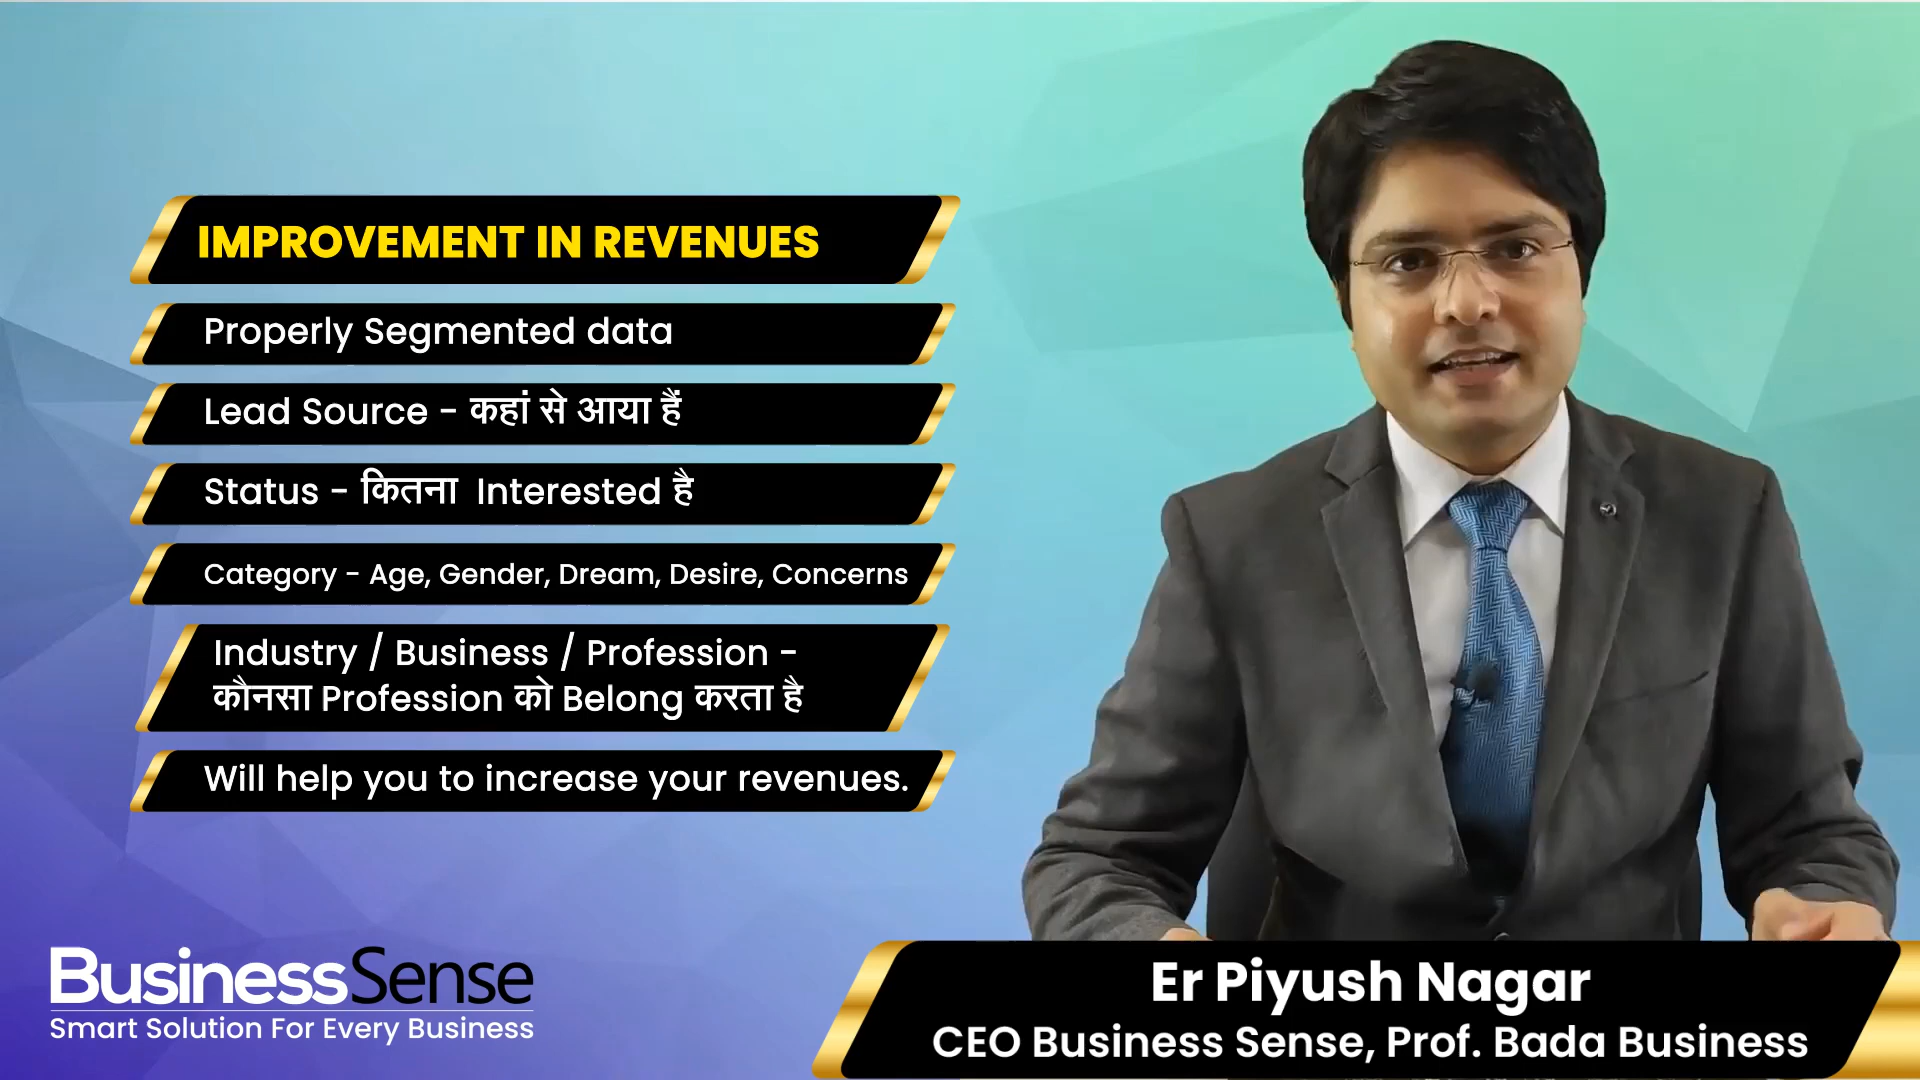 IMPROVEMENT IN REVENUES
Properly Segmented data
Lead Source - कहां से आया हैं
Status - कितना Interested है
Category - Age, Gender, Dream, Desire, Concerns
Industry / Business / Profession -
कौनसा Profession को Belong करता है
Will help you to increase your revenues.
BusinessSense
Smart Solution For Every Business
Er Piyush Nagar
CEO Business Sense, Prof. Bada Business